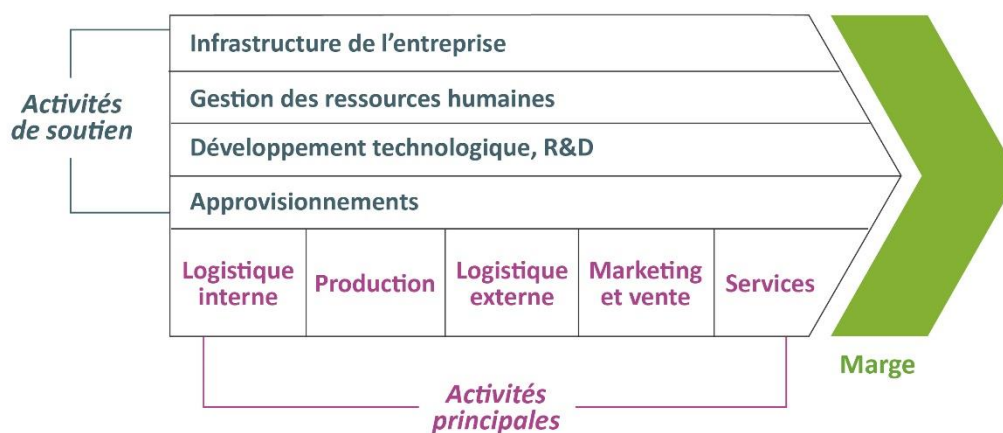 Infrastructure de l’entreprise
Activités
de soutien
Gestion des ressources humaines
Développement technologique, R&D
Approvisionnements
Logistique
interne
Production
Logistique
externe
Marketing
et vente
Services
Marge
Activités
principales